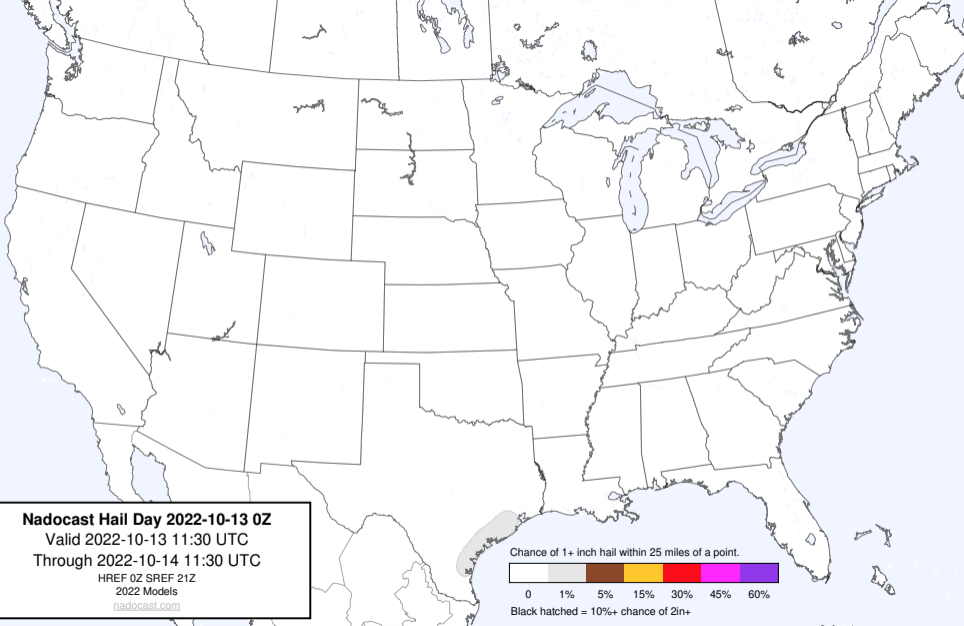 Nadocast Hail Day 2022-10-13 0Z
Valid 2022-10-13 11:30 UTC
Through 2022-10-14 11:30 UTC
HREF 0Z SREF 21Z
2022 Models
nadocast.com
Chance of 1+ inch hail within 25 miles of a point.
0 1% 5% 15% 30% 45% 60%
Black hatched = 10%+ chance of 2in+